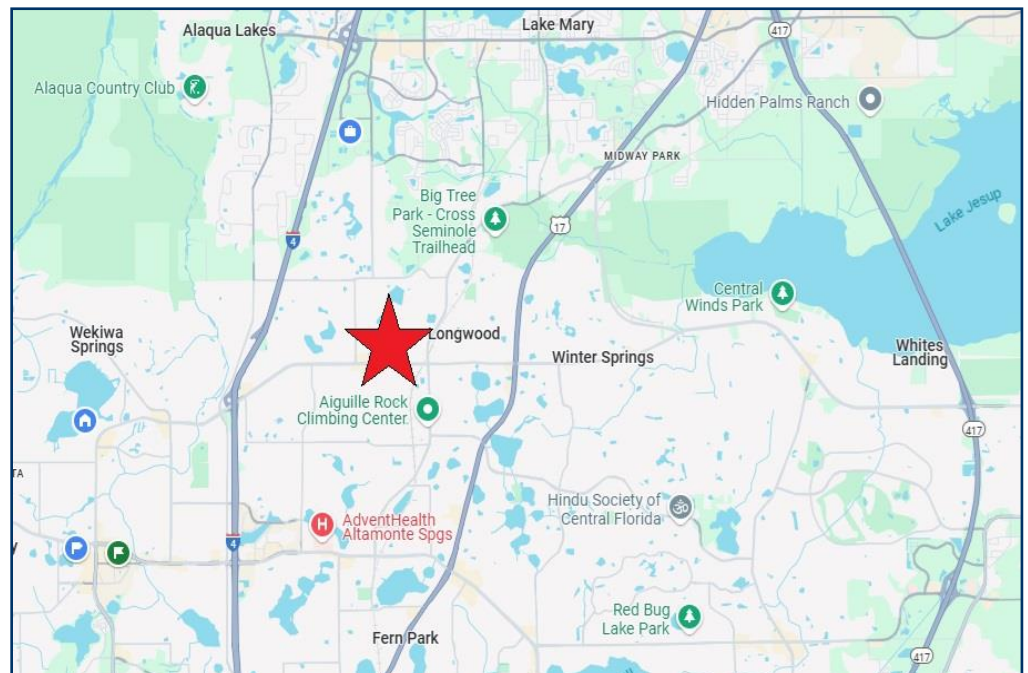 Alaqua Lakes
Lake Mary
417
Alaqua Country Club
Hidden Palms Ranch
MIDWAY PARK
Big Tree
Park - Cross
Seminole
Trailhead
17
4
Lake Jesup
Central
Winds Park
Wekiwa
Springs
Longwood
Winter Springs
Whites
Landing
Aiguille Rock
Climbing Center
417
TA
Hindu Society of
Central Florida
ॐ
H
AdventHealth
Altamonte Spgs
y
P
4
Red Bug
Lake Park
Fern Park
417